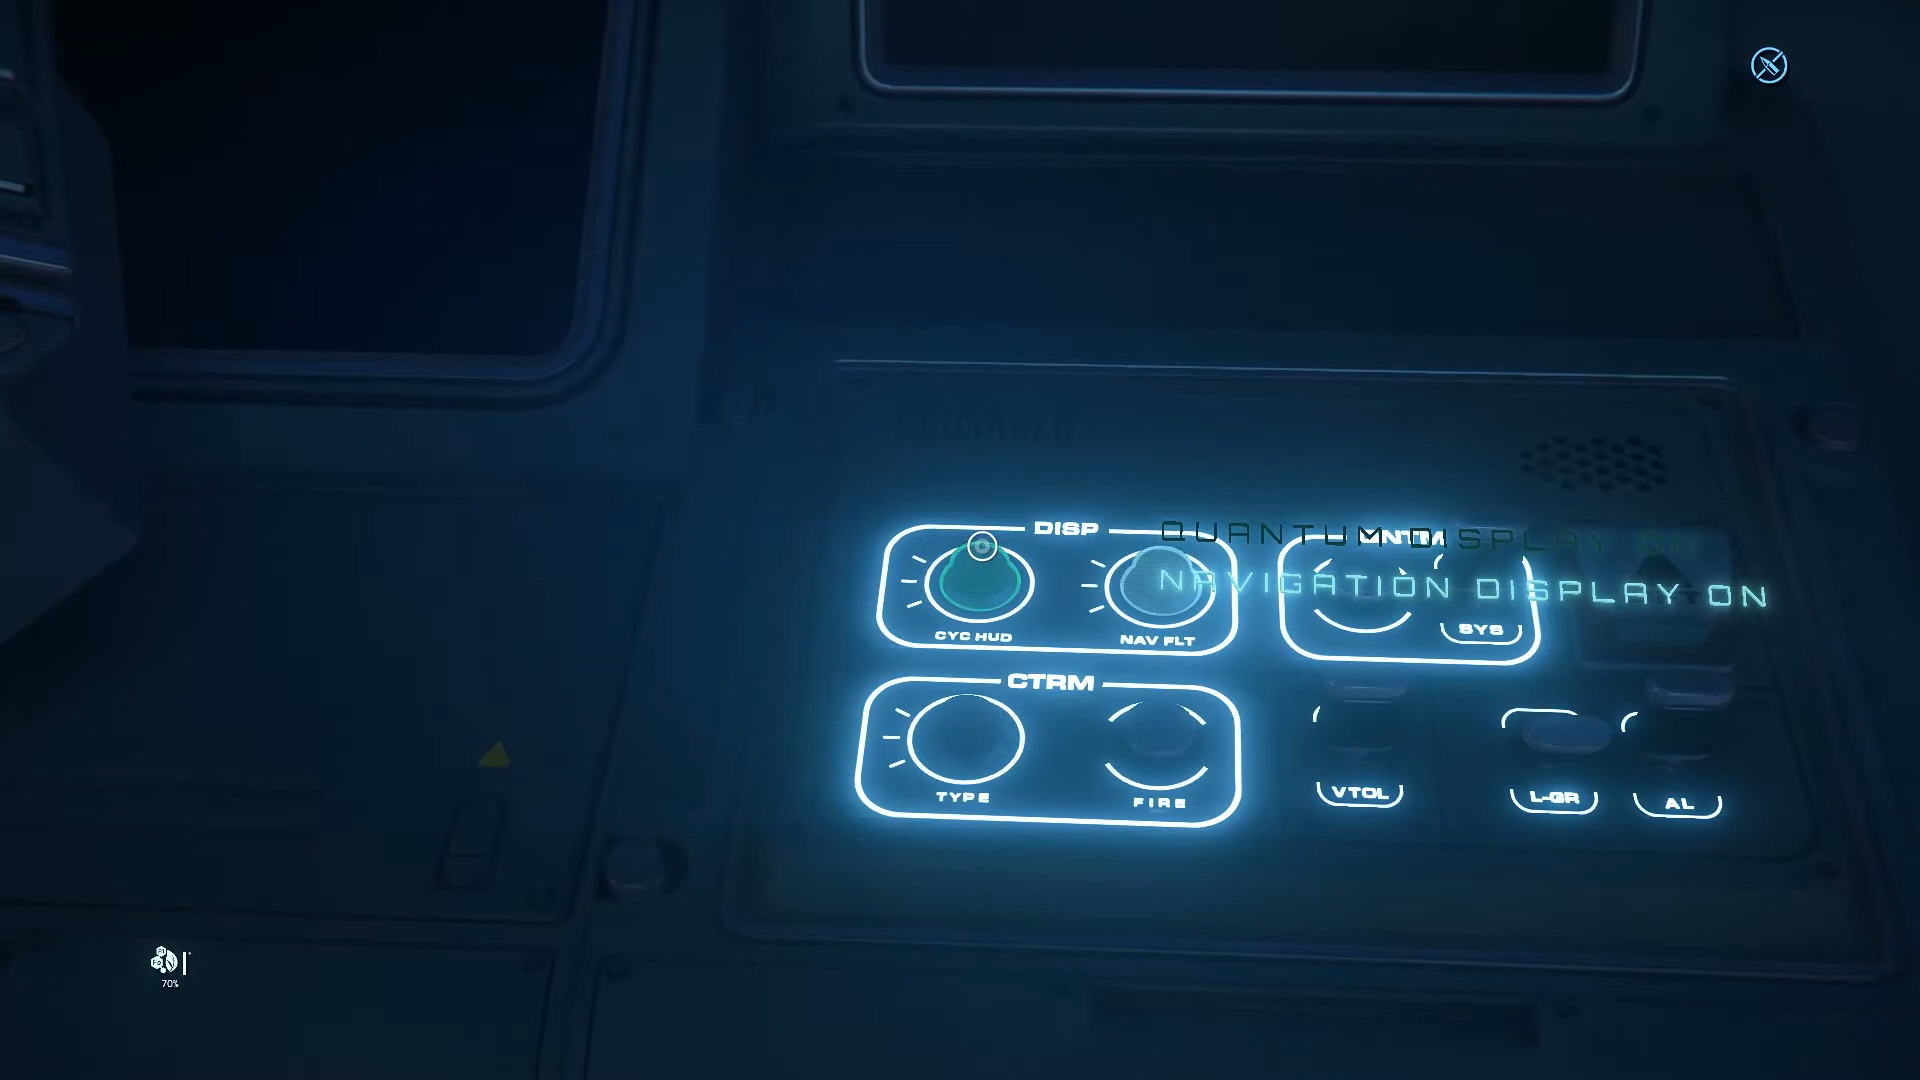 DISP
QUANTUM DISPLAY
NAVIGATION DISPLAY ON
CYC HUD
NAV FLT
SYS
CTRM
TYPE
FIRE
VTOL
L-GR
AL
70%